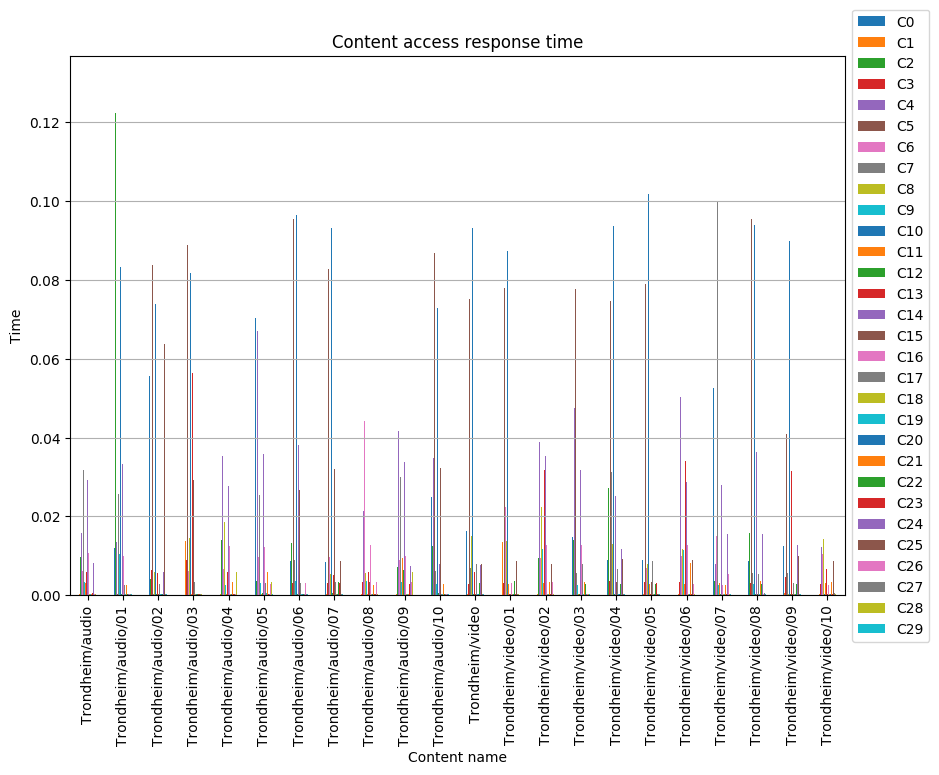 Content access response time
Time
0.12
0.10
0.08
0.06
0.04
0.02
0.00
Trondheim/audio
Trondheim/audio/01
Trondheim/audio/02
Trondheim/audio/03
Trondheim/audio/04
Trondheim/audio/05
Trondheim/audio/06
Trondheim/audio/07
Trondheim/audio/08
Trondheim/audio/09
Trondheim/audio/10
Trondheim/video
Trondheim/video/01
Trondheim/video/02
Trondheim/video/03
Trondheim/video/04
Trondheim/video/05
Trondheim/video/06
Trondheim/video/07
Trondheim/video/08
Trondheim/video/09
Trondheim/video/10
Content name
C0
C1
C2
C3
C4
C5
C6
C7
C8
C9
C10
C11
C12
C13
C14
C15
C16
C17
C18
C19
C20
C21
C22
C23
C24
C25
C26
C27
C28
C29